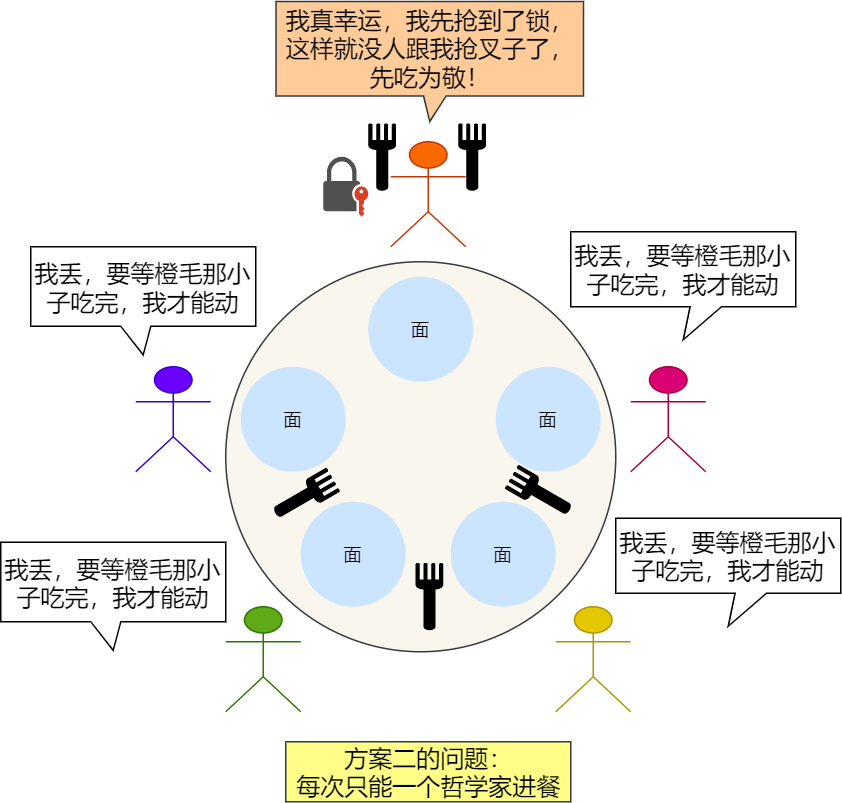 我真幸运，我先抢到了锁，
这样就没人跟我抢叉子了，
先吃为敬！
我丢，要等橙毛那小
子吃完，我才能动
我丢，要等橙毛那小
子吃完，我才能动
面
面
面
面
面
我丢，要等橙毛那小
子吃完，我才能动
我丢，要等橙毛那小
子吃完，我才能动
方案二的问题：
每次只能一个哲学家进餐